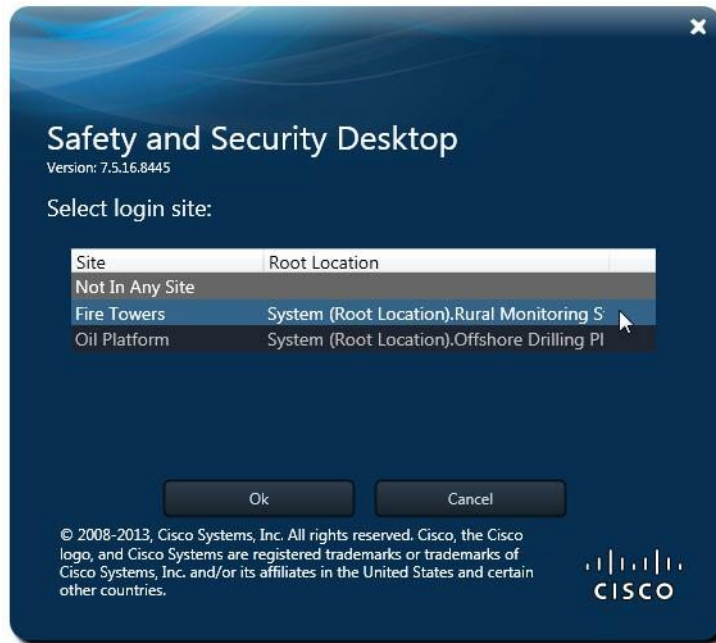 Safety and Security Desktop
Version: 7.5.16.8445
Select login site:
Site Root Location
Not In Any Site
Fire Towers System (Root Location).Rural Monitoring S
Oil Platform System (Root Location).Offshore Drilling Pl
Ok Cancel
© 2008-2013, Cisco Systems, Inc. All rights reserved. Cisco, the Cisco
logo, and Cisco Systems are registered trademarks or trademarks of
Cisco Systems, Inc. and/or its affiliates in the United States and certain
other countries.
CISCO